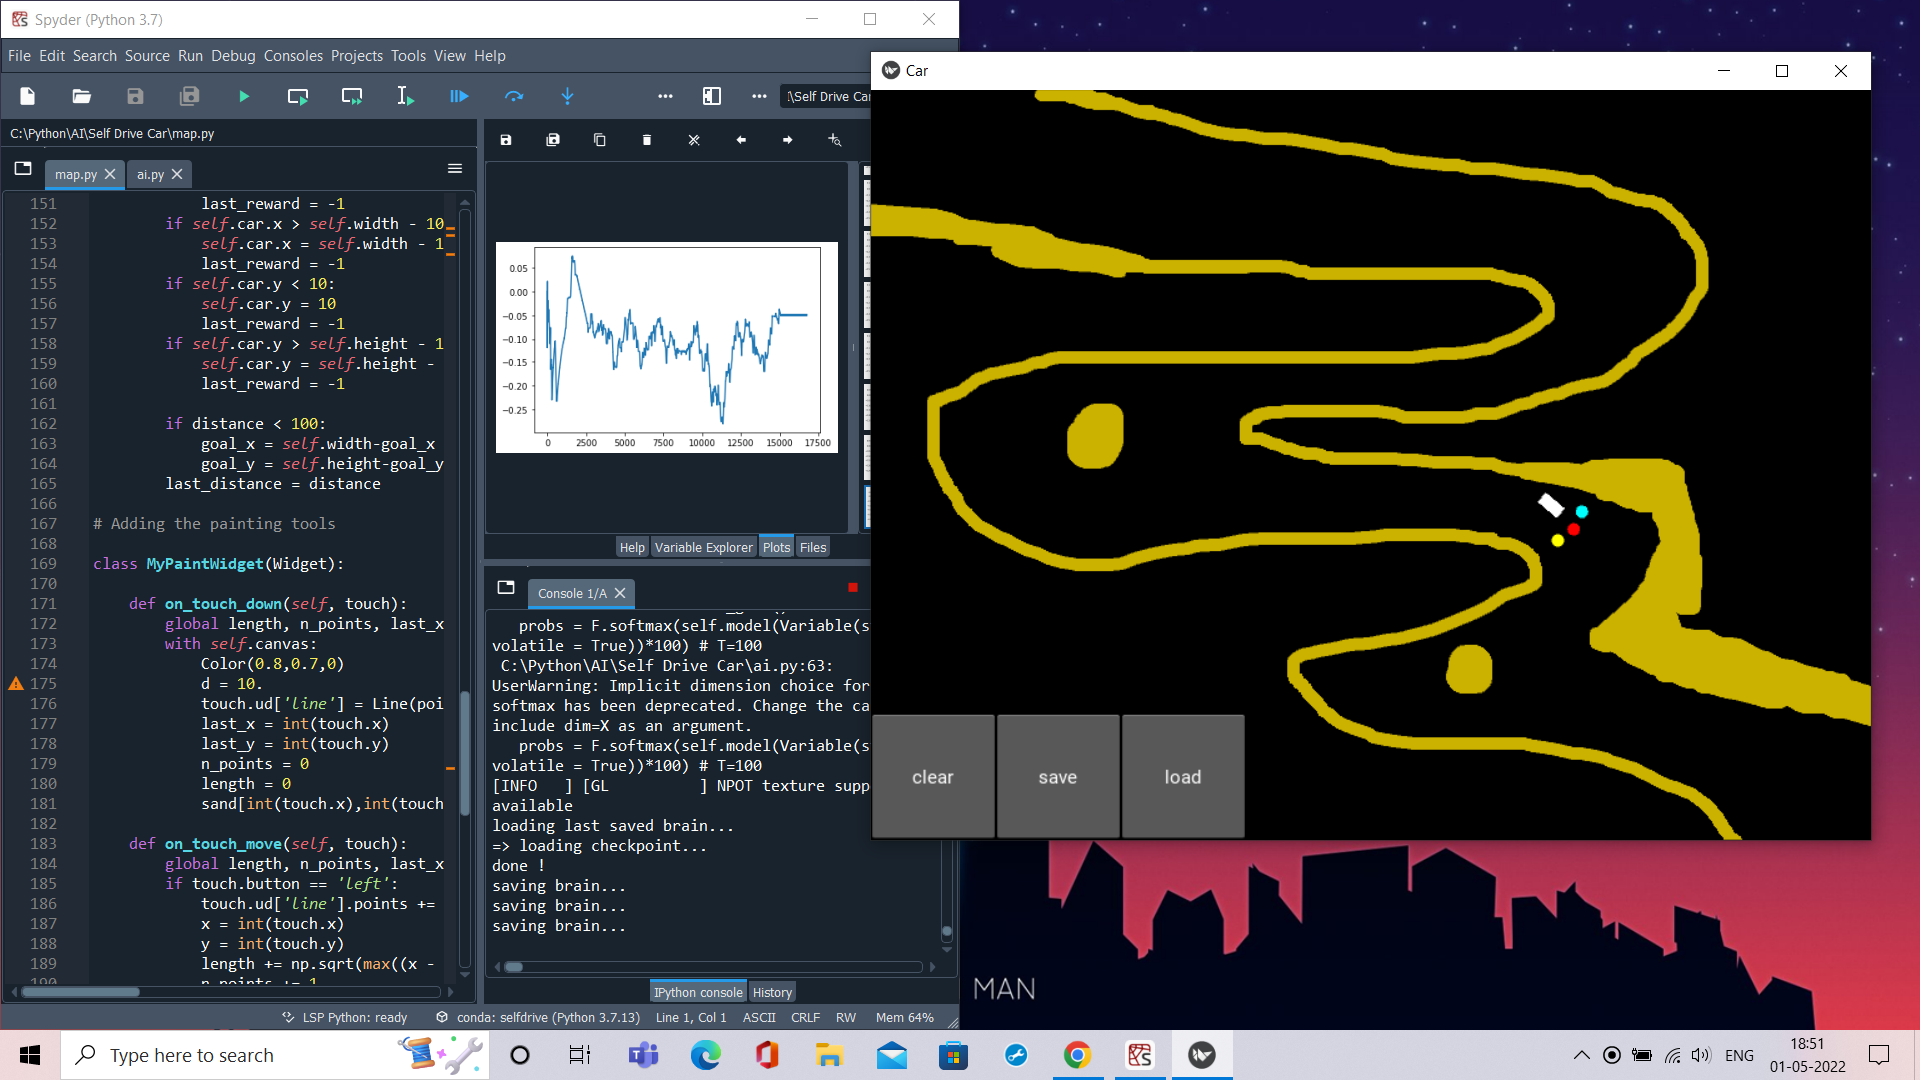 Spyder (Python 3.7)
File Edit Search Source Run Debug Consoles Projects Tools View Help
:\Self Drive Car
C:\Python\AI\Self Drive Car\map.py
map.py
ai.py
151 last_reward = -1
152 if self.car.x > self.width - 10
153 self.car.x = self.width - 1
154 last_reward = -1
155 if self.car.y < 10:
156 self.car.y = 10
157 last_reward = -1
158 if self.car.y > self.height - 1
159 self.car.y = self.height -
160 last_reward = -1
161
162 if distance < 100:
163 goal_x = self.width-goal_x
164 goal_y = self.height-goal_y
165 last_distance = distance
166
167 # Adding the painting tools
168
169 class MyPaintWidget(Widget):
170
171 def on_touch_down(self, touch):
172 global length, n_points, last_x
173 with self.canvas:
174 Color(0.8,0.7,0)
175 d = 10.
176 touch.ud['line'] = Line(poi
177 last_x = int(touch.x)
178 last_y = int(touch.y)
179 n_points = 0
180 length = 0
181 sand[int(touch.x),int(touch
182
183 def on_touch_move(self, touch):
184 global length, n_points, last_x
185 if touch.button == 'left':
186 touch.ud['line'].points +=
187 x = int(touch.x)
188 y = int(touch.y)
189 length += np.sqrt(max((x -
190 n_points += 1
0.05
0.00
−0.05
−0.10
−0.15
−0.20
−0.25
0 2500 5000 7500 10000 12500 15000 17500
Help Variable Explorer Plots Files
Console 1/A
probs = F.softmax(self.model(Variable(s
volatile = True))*100) # T=100
C:\Python\AI\Self Drive Car\ai.py:63:
UserWarning: Implicit dimension choice for
softmax has been deprecated. Change the ca
include dim=X as an argument.
probs = F.softmax(self.model(Variable(s
volatile = True))*100) # T=100
[INFO   ] [GL          ] NPOT texture supp
available
loading last saved brain...
=> loading checkpoint...
done !
saving brain...
saving brain...
saving brain...
IPython console History
LSP Python: ready conda: selfdrive (Python 3.7.13) Line 1, Col 1 ASCII CRLF RW Mem 64%
Car
clear save load
MAN
Type here to search
ENG
18:51
01-05-2022